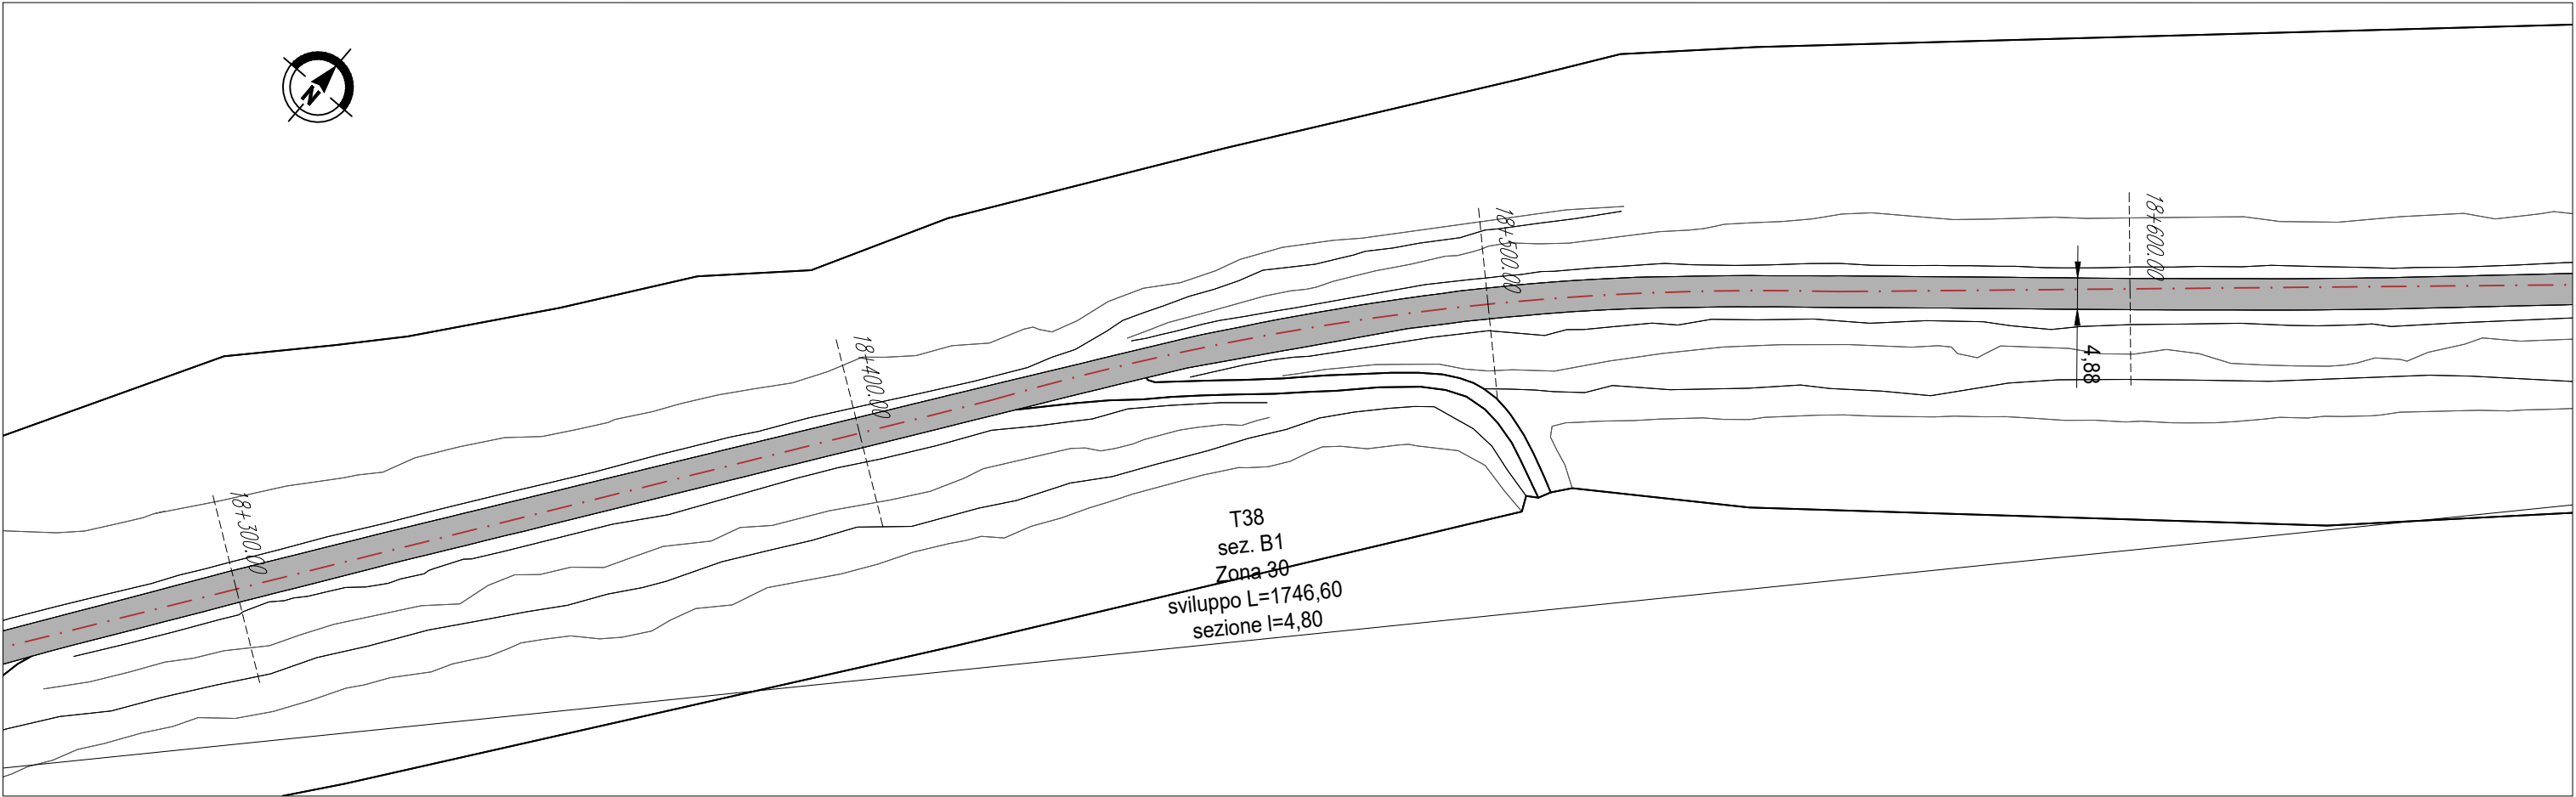 N
18+300.00
18+400.00
18+500.00
18+600.00
4,88
T38
sez. B1
Zona 30
sviluppo L=1746,60
sezione l=4,80